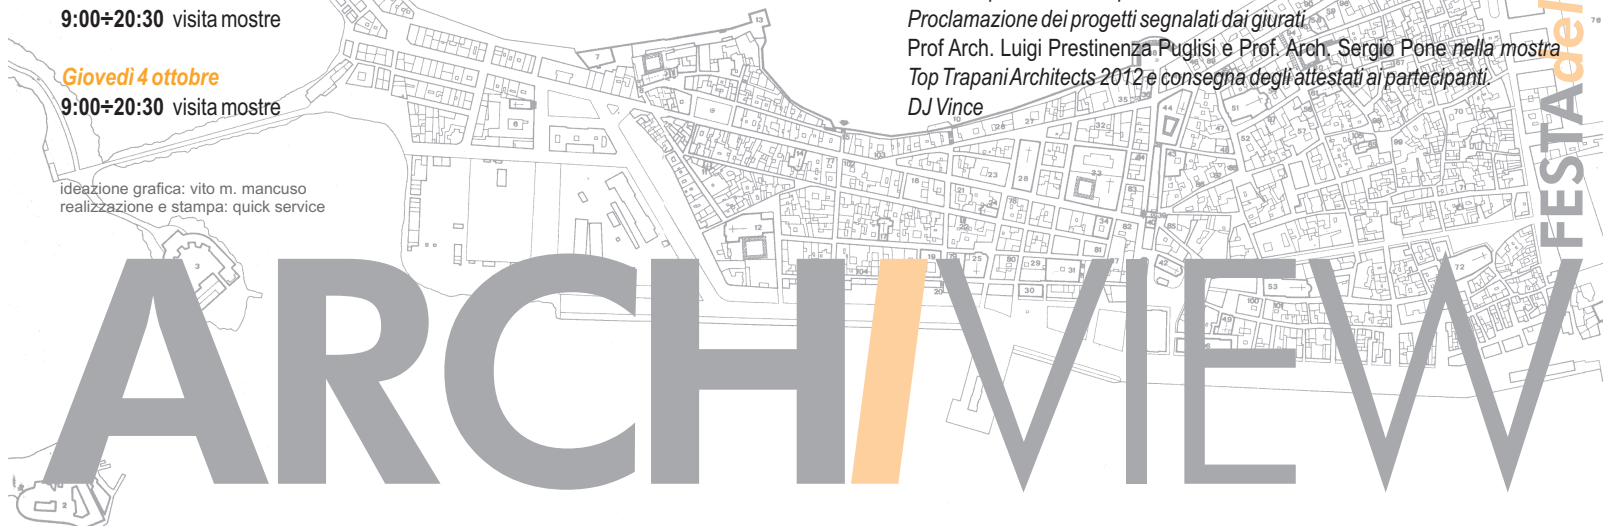 9:00÷20:30 visita mostre
Giovedì 4 ottobre
9:00÷20:30 visita mostre
ideazione grafica: vito m. mancuso
realizzazione e stampa: quick service
Proclamazione dei progetti segnalati dai giurati
Prof Arch. Luigi Prestinenza Puglisi e Prof. Arch. Sergio Pone nella mostra
Top Trapani Architects 2012 e consegna degli attestati ai partecipanti.
DJ Vince
FESTA del
ARCH/VIEW